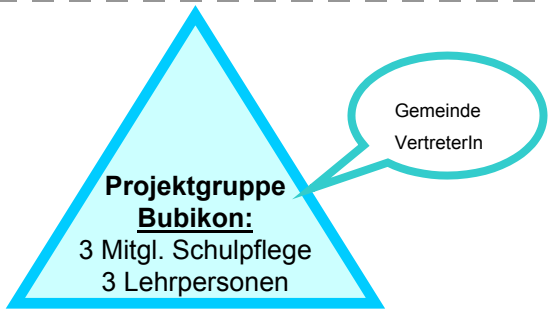 Gemeinde
VertreterIn
Projektgruppe
Bubikon:
3 Mitgl. Schulpflege
3 Lehrpersonen